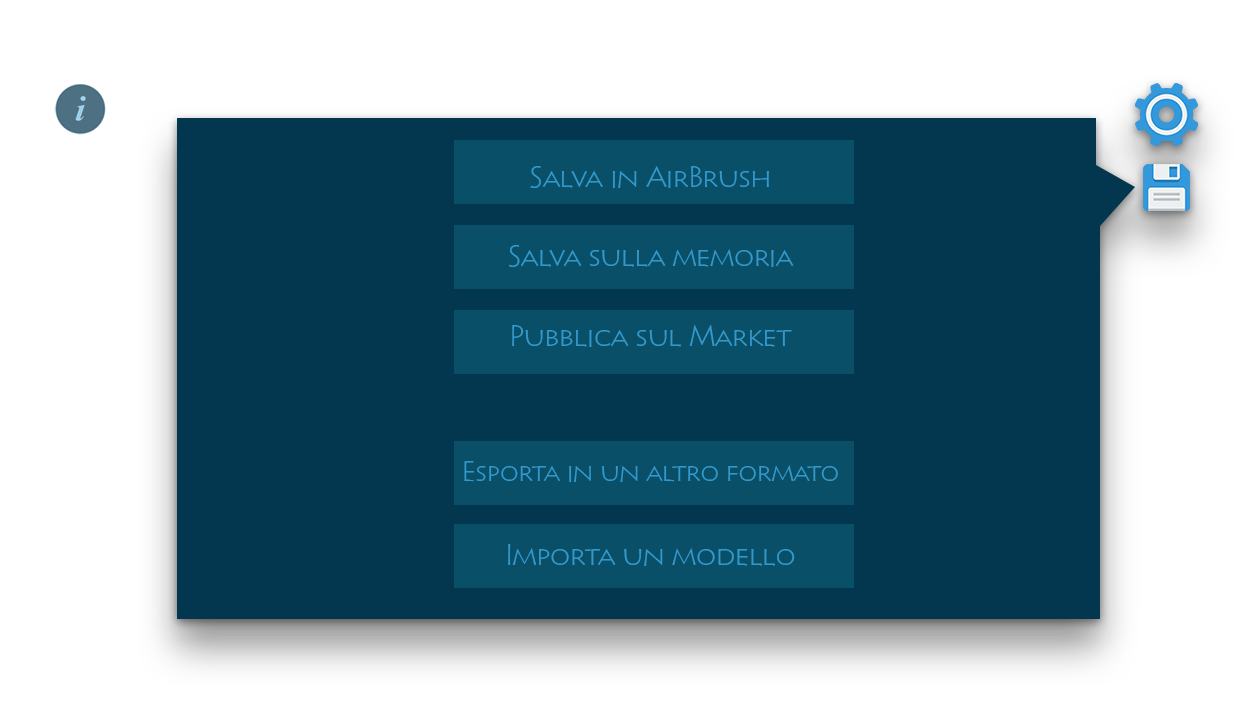 i
Salva in AirBrush
Salva sulla memoria
Pubblica sul Market
Esporta in un altro formato
Importa un modello